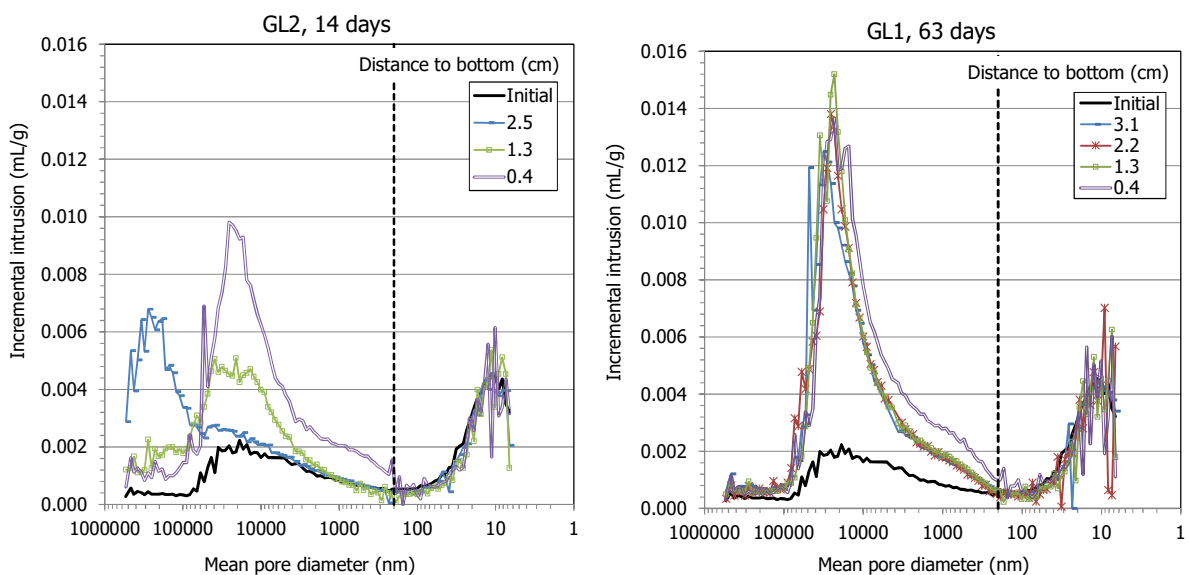 GL2, 14 days
Incremental intrusion (mL/g)
0.016
0.014
0.012
0.010
0.008
0.006
0.004
0.002
0.000
Distance to bottom (cm)
Initial
2.5
1.3
0.4
1000000 100000 10000 1000 100 10 1
Mean pore diameter (nm)
GL1, 63 days
Incremental intrusion (mL/g)
0.016
0.014
0.012
0.010
0.008
0.006
0.004
0.002
0.000
Distance to bottom (cm)
Initial
3.1
2.2
1.3
0.4
1000000 100000 10000 1000 100 10 1
Mean pore diameter (nm)